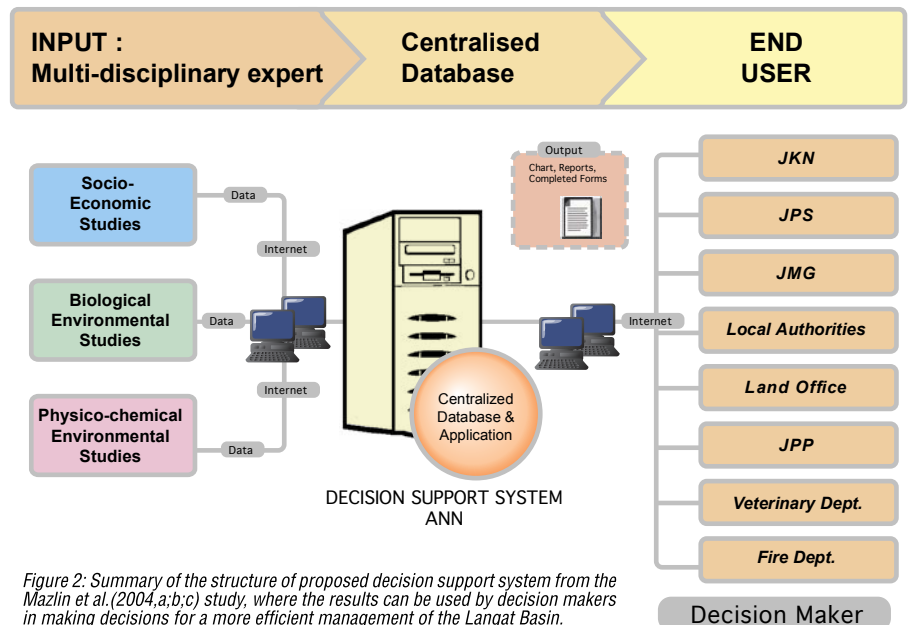 INPUT :
Multi-disciplinary expert
Centralised
Database
END
USER
Socio-
Economic
Studies
Data
Internet
Biological
Environmental
Studies
Data
Internet
Physico-chemical
Environmental
Studies
Data
Centralized
Database &
Application
DECISION SUPPORT SYSTEM
ANN
Output
Chart, Reports,
Completed Forms
Internet
JKN
JPS
JMG
Local Authorities
Land Office
JPP
Veterinary Dept.
Fire Dept.
Decision Maker
Figure 2: Summary of the structure of proposed decision support system from the
Mazlin et al.(2004,a;b;c) study, where the results can be used by decision makers
in making decisions for a more efficient management of the Langat Basin.